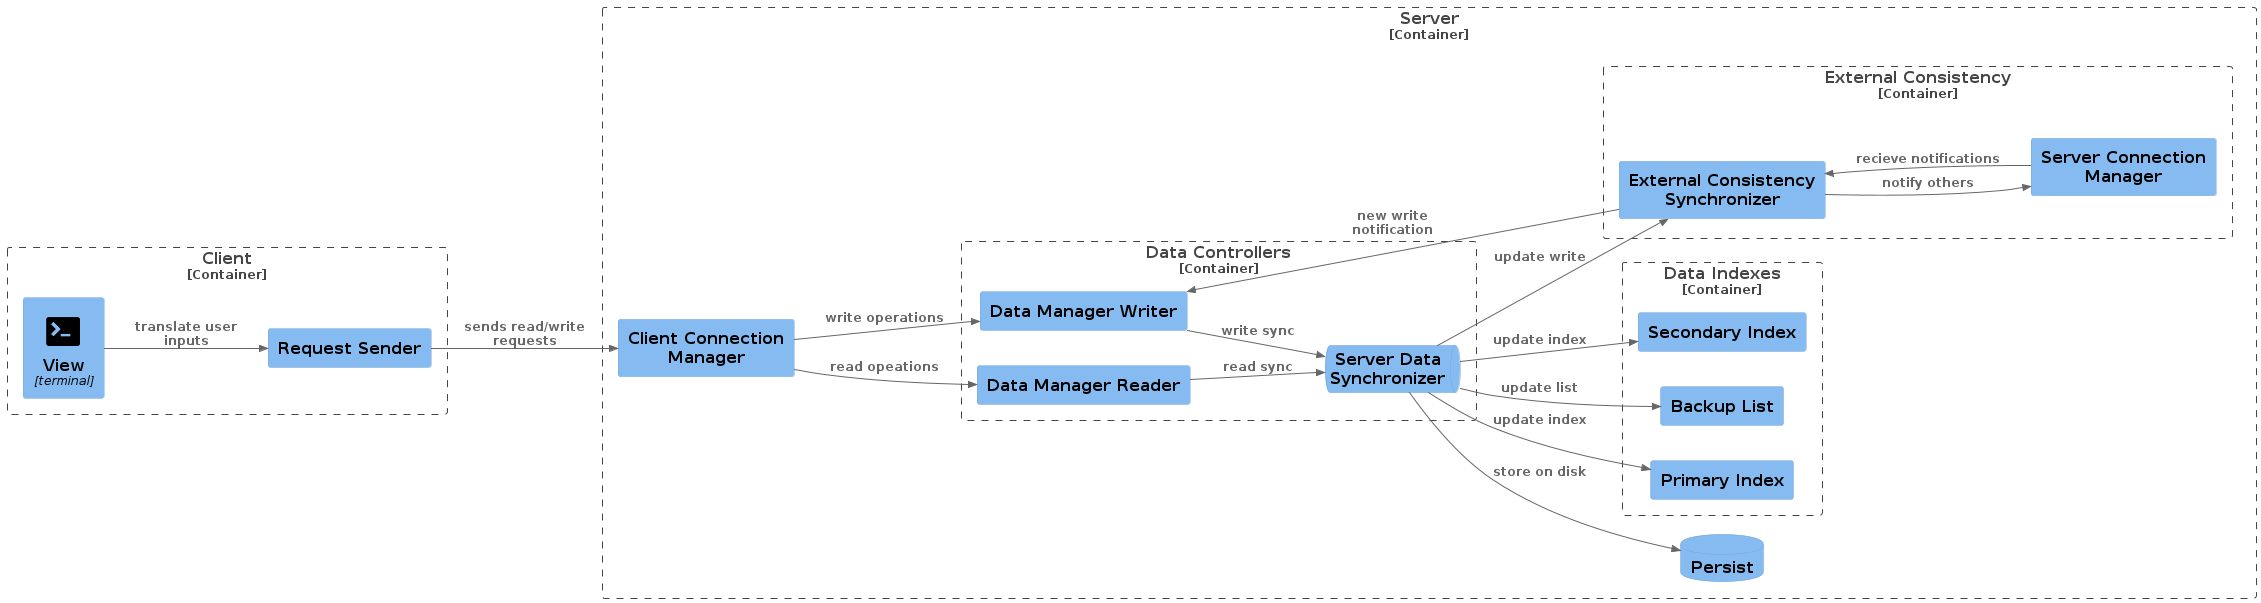 Server
[Container]
External Consistency
[Container]
recieve notifications
Server Connection
Manager
External Consistency
Synchronizer
notify others
new write
notification
Client
[Container]
Data Controllers
[Container]
update write
Data Indexes
[Container]
View
[terminal]
translate user
inputs
Request Sender
sends read/write
requests
Client Connection
Manager
write operations
read opeations
Data Manager Writer
write sync
Data Manager Reader
read sync
Server Data
Synchronizer
update index
Secondary Index
update list
Backup List
update index
Primary Index
store on disk
Persist